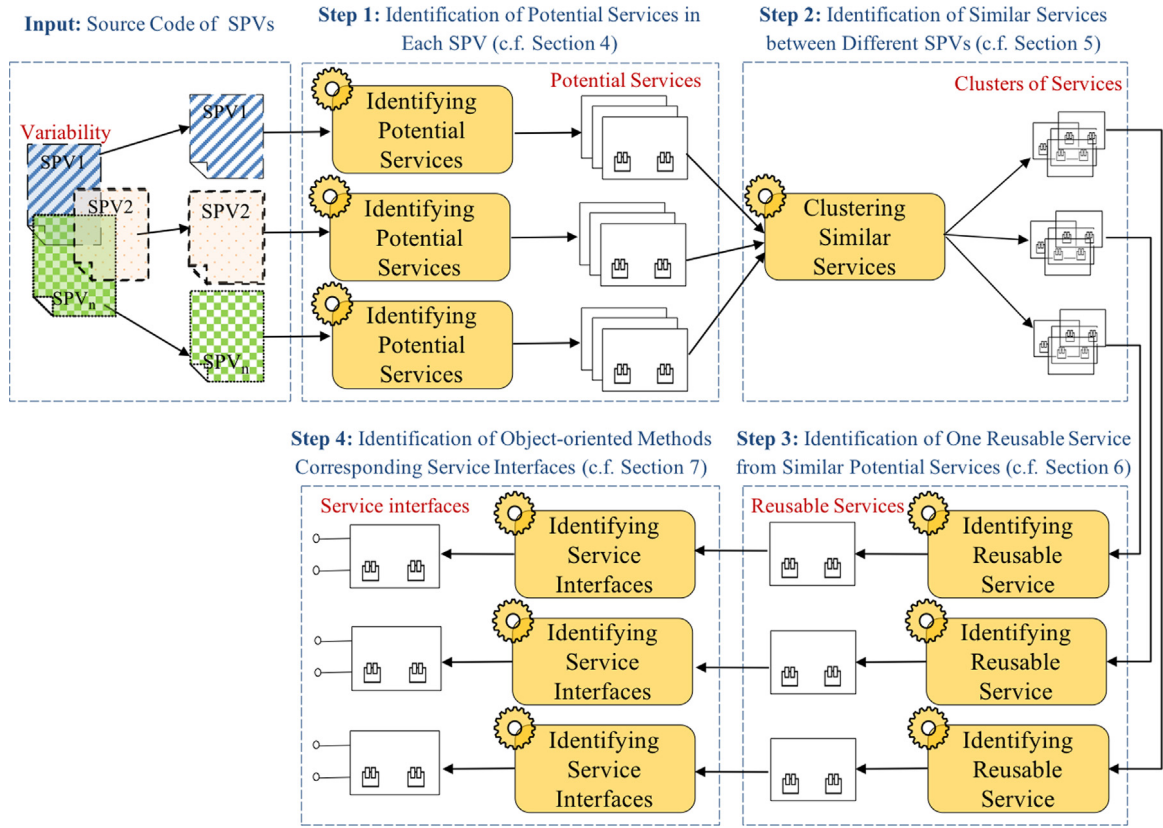 Input: Source Code of SPVs
Step 1: Identification of Potential Services in
Each SPV (c.f. Section 4)
Step 2: Identification of Similar Services
between Different SPVs (c.f. Section 5)
Variability
SPV1
SPV2
SPVn
SPV1
SPV2
SPVn
Potential Services
Identifying
Potential
Services
Identifying
Potential
Services
Identifying
Potential
Services
Clusters of Services
Clustering
Similar
Services
Step 4: Identification of Object-oriented Methods
Corresponding Service Interfaces (c.f. Section 7)
Step 3: Identification of One Reusable Service
from Similar Potential Services (c.f. Section 6)
Service interfaces
Identifying
Service
Interfaces
Identifying
Service
Interfaces
Identifying
Service
Interfaces
Reusable Services
Identifying
Reusable
Service
Identifying
Reusable
Service
Identifying
Reusable
Service